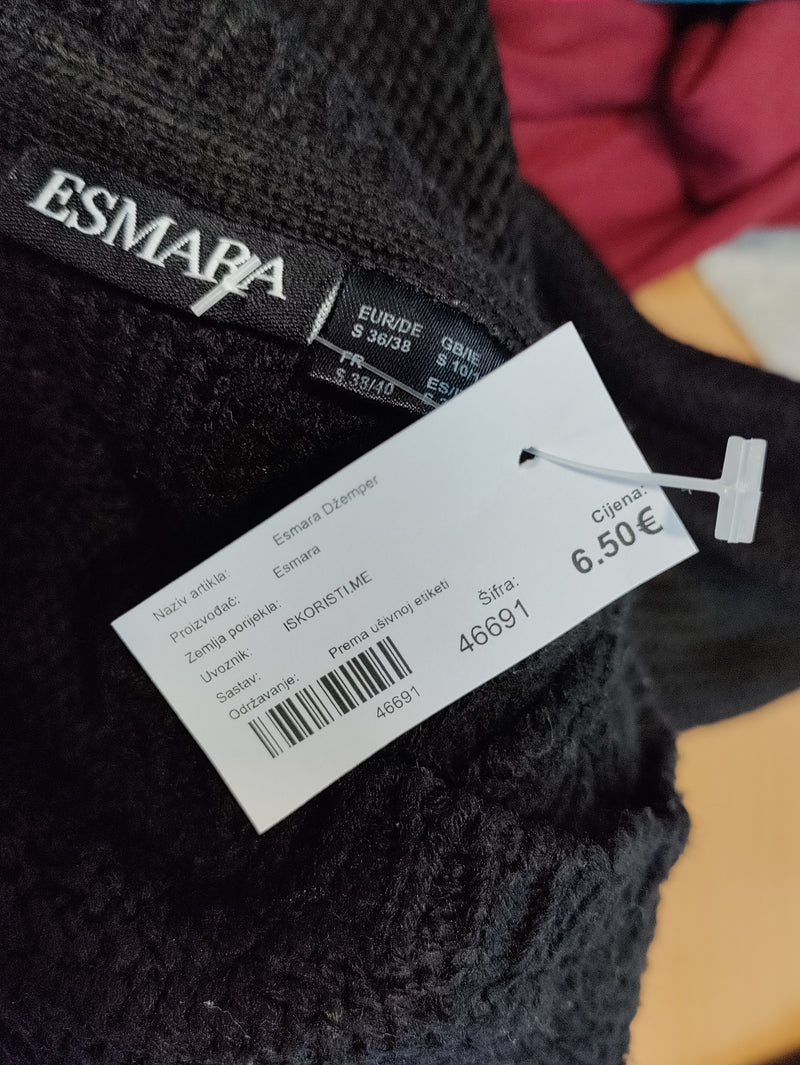 ESMARA
EUR/DE
S 36/38
GB/IE
FR
S 38/40
Naziv artikla: Esmara Džemper
Proizvođač: Esmara
Zemlja porijekla:
Uvoznik: ISKORISTI.ME
Sastav:
Održavanje: Prema ušivnoj etiketi
46691
Šifra:
46691
Cijena:
6.50€